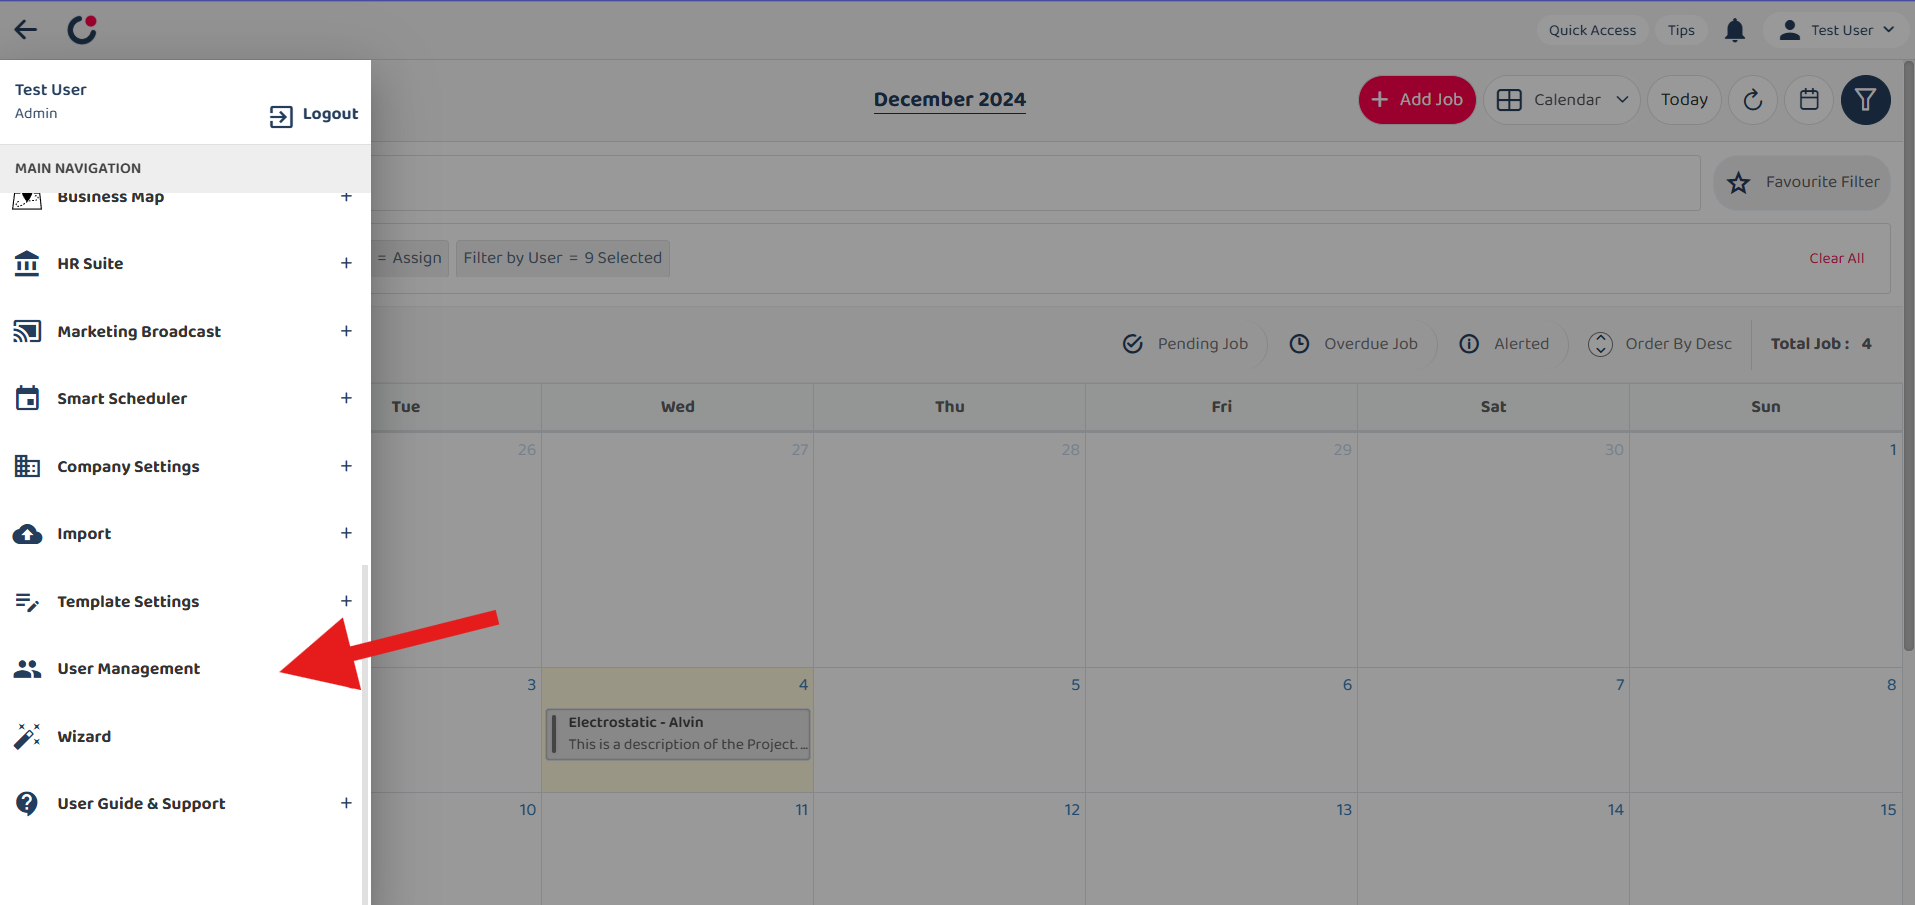 Quick Access Tips Test User
Test User
Admin
Logout
December 2024
+ Add Job Calendar Today
MAIN NAVIGATION
Business Map +
Favourite Filter
HR Suite +
= Assign Filter by User = 9 Selected
Clear All
Marketing Broadcast +
Pending Job Overdue Job Alerted Order By Desc Total Job : 4
Smart Scheduler +
Tue Wed Thu Fri Sat Sun
26 27 28 29 30 1
Company Settings +
Import +
Template Settings +
User Management
3 4 5 6 7 8
Electrostatic - Alvin
This is a description of the Project. ...
Wizard
User Guide & Support +
10 11 12 13 14 15